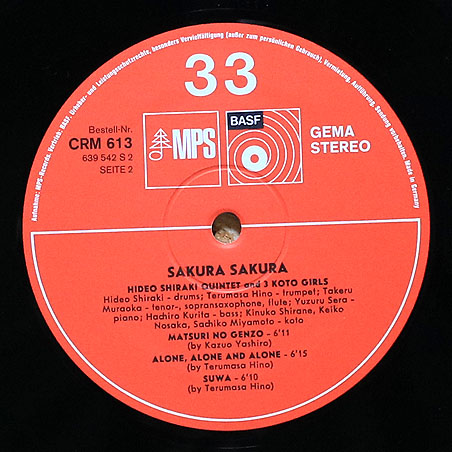 Aufnahme: MPS-Records. Vertrieb: BASF. Urheber- und Leistungsschutzrechte, besonders Vervielfältigung (außer zum persönlichen Gebrauch), Vermietung, Aufführung, Sendung vorbehalten. Made in Germany
33
Bestell-Nr.
CRM 613
639 542 S 2
SEITE 2
MPS
BASF
GEMA
STEREO
SAKURA SAKURA
HIDEO SHIRAKI QUINTET and 3 KOTO GIRLS
Hideo Shiraki - drums; Terumasa Hino - trumpet; Takeru
Muraoka - tenor-, sopransaxophone, flute; Yuzuru Sera -
piano; Hachiro Kurita - bass; Kinuko Shirane, Keiko
Nosaka, Sachiko Miyamoto - koto
MATSURI NO GENZO - 6'11
(by Kazuo Yashiro)
ALONE, ALONE AND ALONE - 6'15
(by Terumasa Hino)
SUWA - 6'10
(by Terumasa Hino)